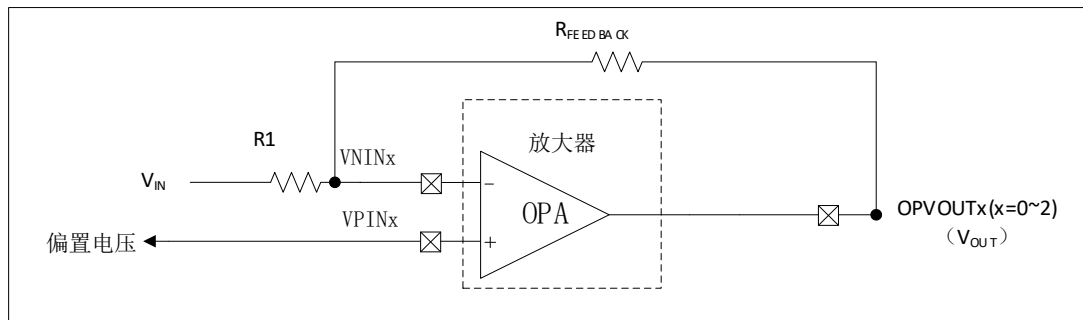 RFEEDBACK
放大器
R1
VNINx
VIN
−
OPA
OPVOUTx(x=0~2)
VPINx
(VOUT)
偏置电压
+